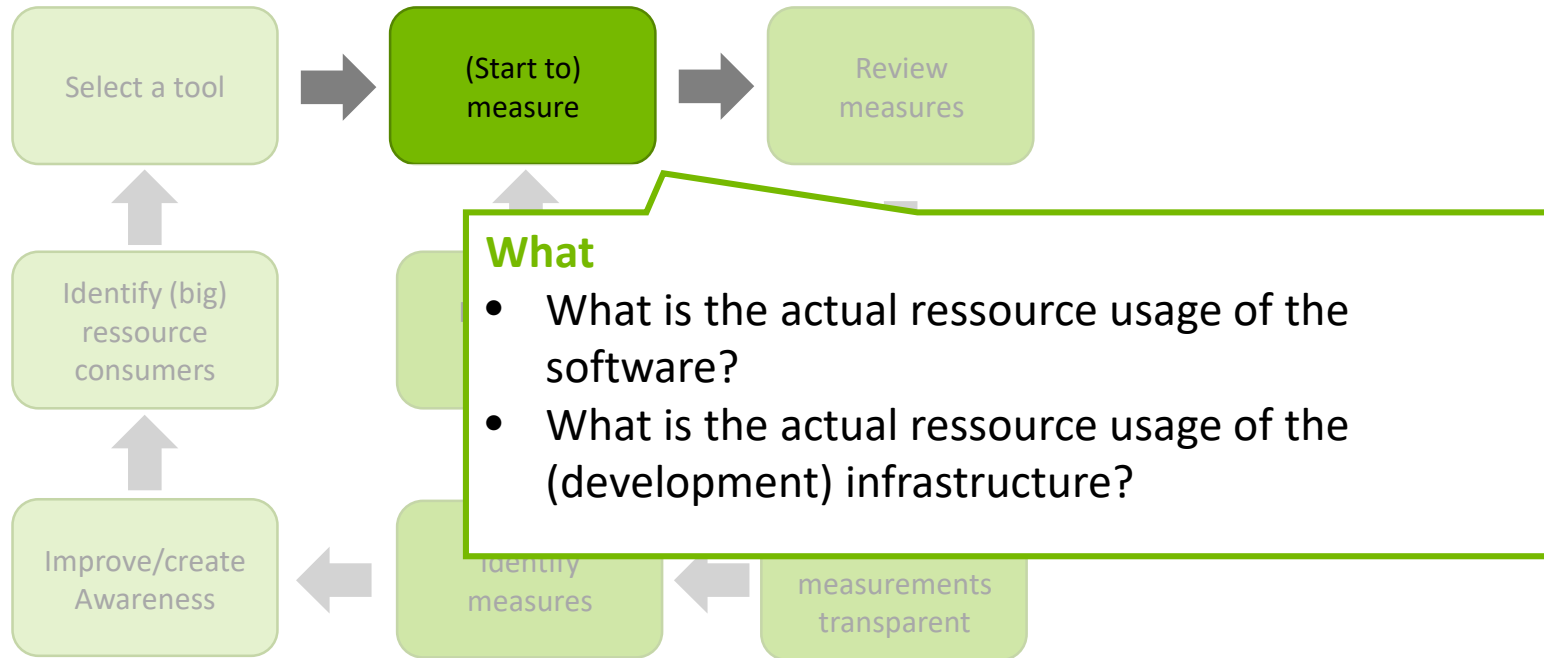 Select a tool
(Start to)
measure
Review
measures
What
• What is the actual ressource usage of the
software?
• What is the actual ressource usage of the
(development) infrastructure?
Identify (big)
ressource
consumers
Improve/create
Awareness
Identify
measures
measurements
transparent